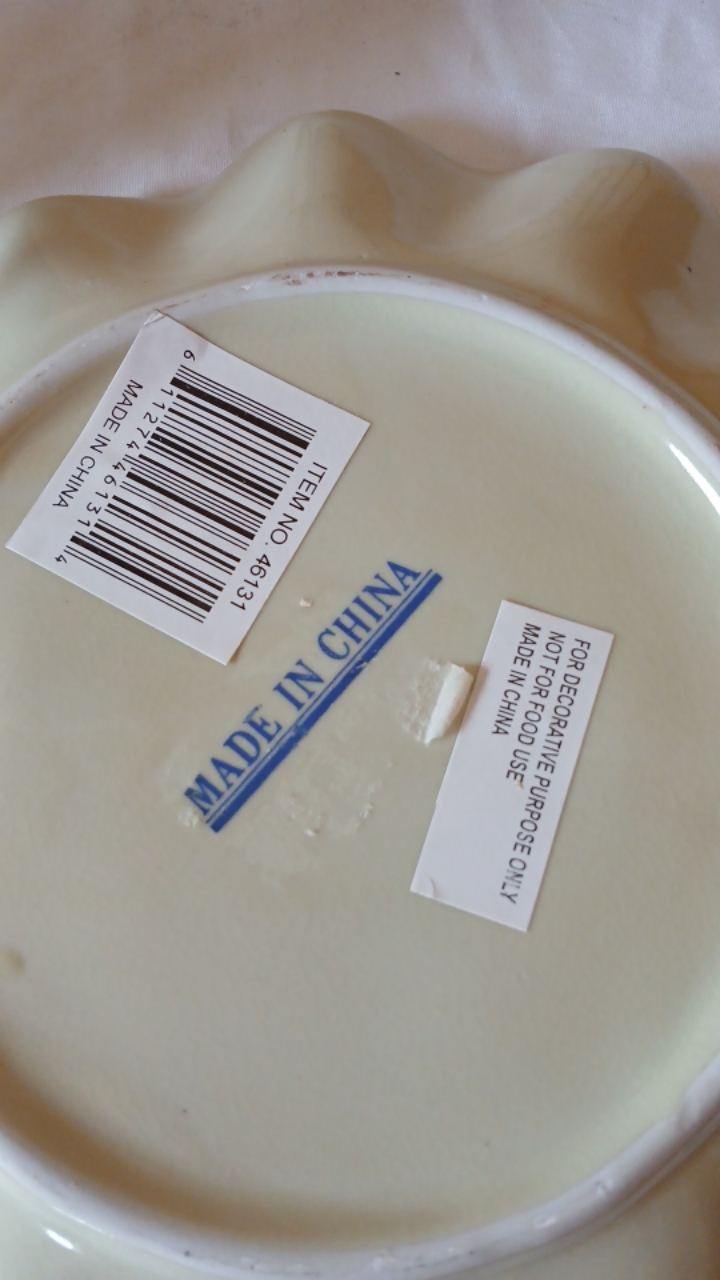 ITEM NO. 46131
6 11274 46131 4
MADE IN CHINA
MADE IN CHINA
FOR DECORATIVE PURPOSE ONLY
NOT FOR FOOD USE
MADE IN CHINA